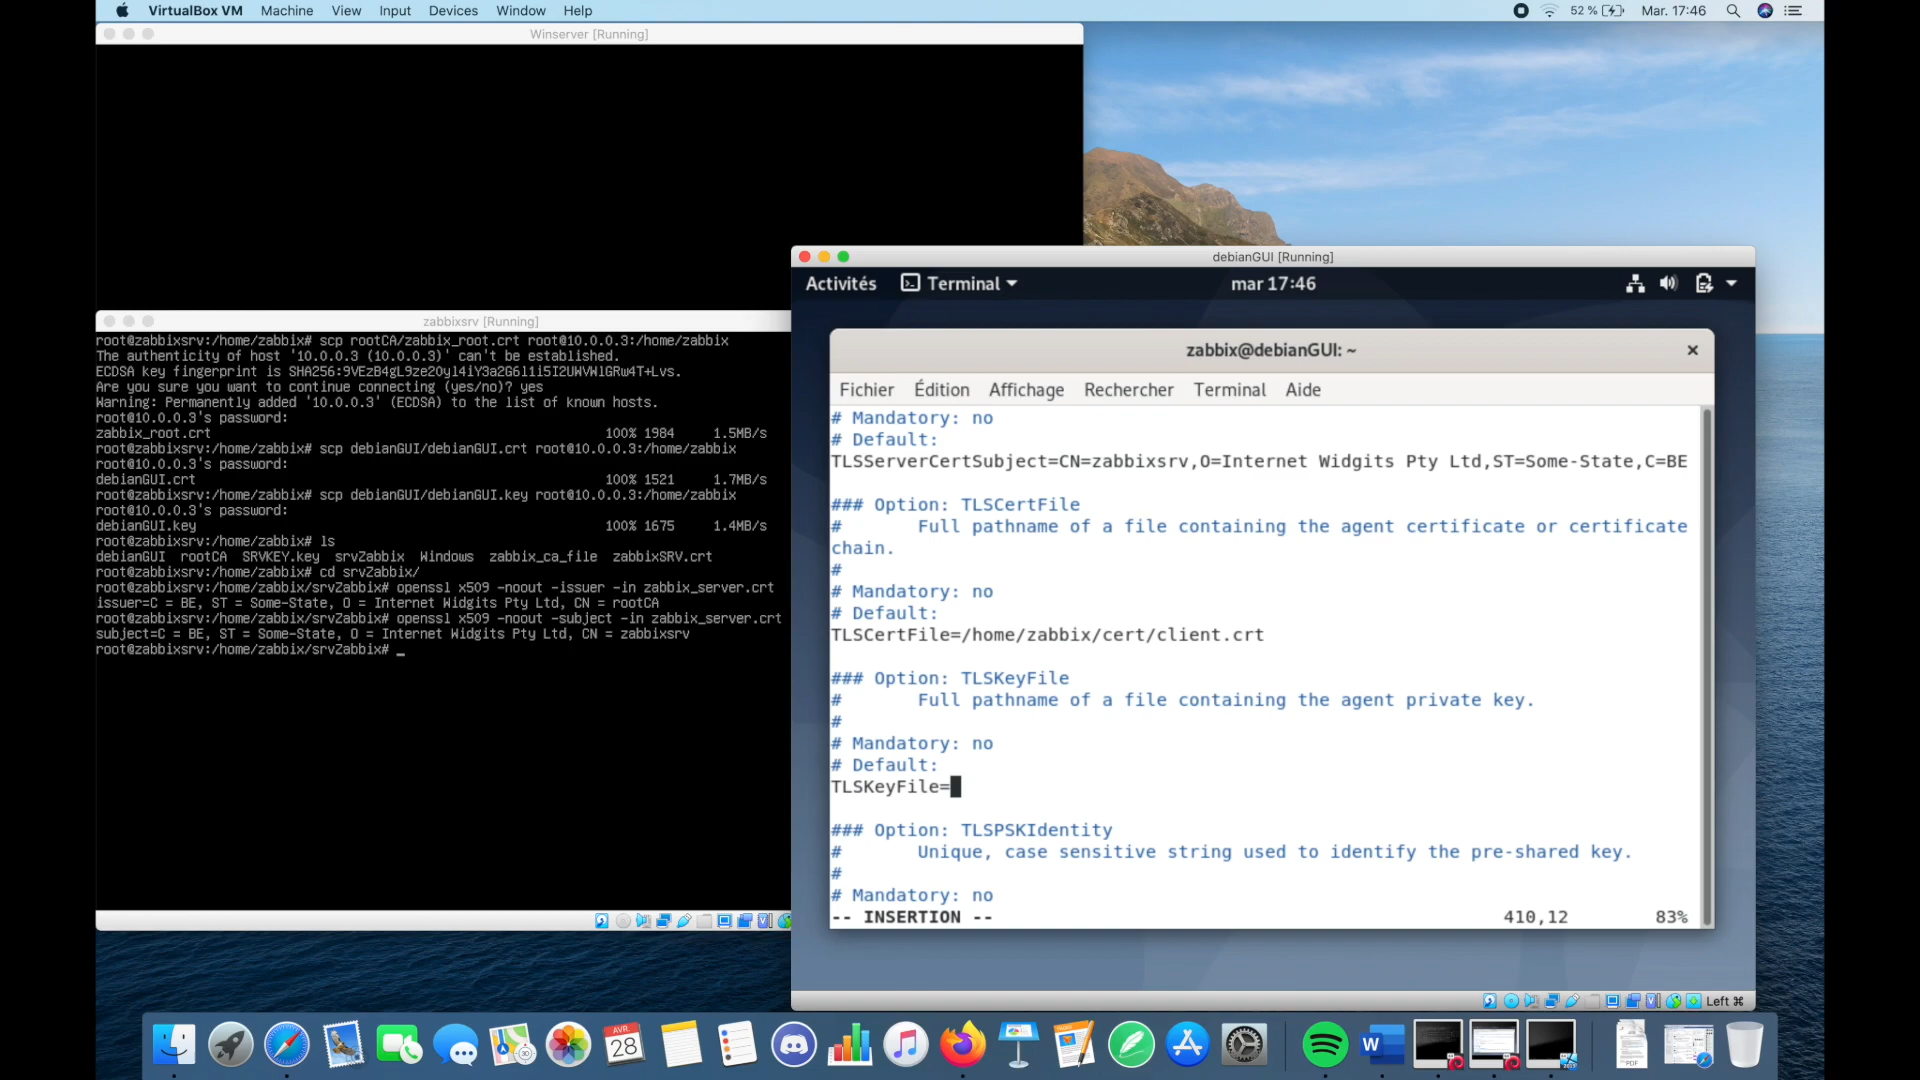 VirtualBox VM Machine View Input Devices Window Help
52 % Mar. 17:46
Winserver [Running]
zabbixsrv [Running]
root@zabbixsrv:/home/zabbix# scp rootCA/zabbix_root.crt root@10.0.0.3:/home/zabbix
The authenticity of host '10.0.0.3 (10.0.0.3)' can't be established.
ECDSA key fingerprint is SHA256:9VEzB4gL9ze20yl4iY3a2G6l1i5I2UWVWlGRw4T+Lvs.
Are you sure you want to continue connecting (yes/no)? yes
Warning: Permanently added '10.0.0.3' (ECDSA) to the list of known hosts.
root@10.0.0.3's password:
zabbix_root.crt 100% 1984 1.5MB/s
root@zabbixsrv:/home/zabbix# scp debianGUI/debianGUI.crt root@10.0.0.3:/home/zabbix
root@10.0.0.3's password:
debianGUI.crt 100% 1521 1.7MB/s
root@zabbixsrv:/home/zabbix# scp debianGUI/debianGUI.key root@10.0.0.3:/home/zabbix
root@10.0.0.3's password:
debianGUI.key 100% 1675 1.4MB/s
root@zabbixsrv:/home/zabbix# ls
debianGUI rootCA SRVKEY.key srvZabbix Windows zabbix_ca_file zabbixSRV.crt
root@zabbixsrv:/home/zabbix# cd srvZabbix/
root@zabbixsrv:/home/zabbix/srvZabbix# openssl x509 -noout -issuer -in zabbix_server.crt
issuer=C = BE, ST = Some-State, O = Internet Widgits Pty Ltd, CN = rootCA
root@zabbixsrv:/home/zabbix/srvZabbix# openssl x509 -noout -subject -in zabbix_server.crt
subject=C = BE, ST = Some-State, O = Internet Widgits Pty Ltd, CN = zabbixsrv
root@zabbixsrv:/home/zabbix/srvZabbix# _
debianGUI [Running]
Activités Terminal mar 17:46
zabbix@debianGUI: ~
Fichier Édition Affichage Rechercher Terminal Aide
# Mandatory: no
# Default:
TLSServerCertSubject=CN=zabbixsrv,O=Internet Widgits Pty Ltd,ST=Some-State,C=BE
### Option: TLSCertFile
# Full pathname of a file containing the agent certificate or certificate
chain.
#
# Mandatory: no
# Default:
TLSCertFile=/home/zabbix/cert/client.crt
### Option: TLSKeyFile
# Full pathname of a file containing the agent private key.
#
# Mandatory: no
# Default:
TLSKeyFile=
### Option: TLSPSKIdentity
# Unique, case sensitive string used to identify the pre-shared key.
#
# Mandatory: no
-- INSERTION -- 410,12 83%
Left ⌘
AVR.
28
W
PDF